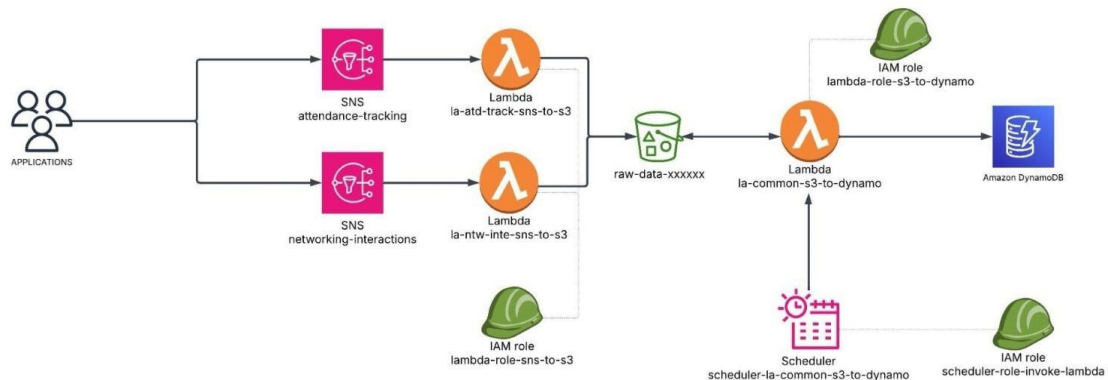 APPLICATIONS
SNS
attendance-tracking
Lambda
la-atd-track-sns-to-s3
SNS
networking-interactions
Lambda
la-ntw-inte-sns-to-s3
IAM role
lambda-role-sns-to-s3
raw-data-xxxxxx
IAM role
lambda-role-s3-to-dynamo
Lambda
la-common-s3-to-dynamo
Amazon DynamoDB
Scheduler
scheduler-la-common-s3-to-dynamo
IAM role
scheduler-role-invoke-lambda